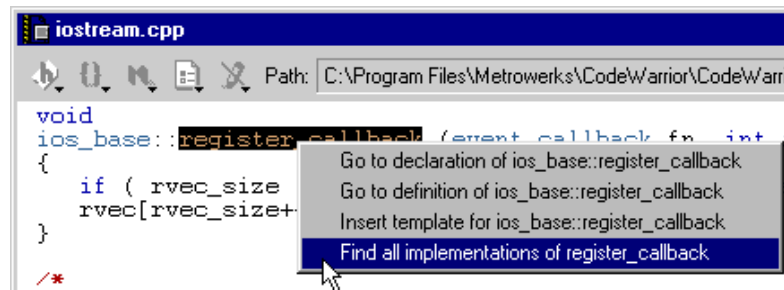 iostream.cpp
Path: C:\Program Files\Metrowerks\CodeWarrior\CodeWarr
void
ios_base::register_callback (event_callback fn, int
{
if ( rvec_size
rvec[rvec_size+
}
/*
Go to declaration of ios_base::register_callback
Go to definition of ios_base::register_callback
Insert template for ios_base::register_callback
Find all implementations of register_callback